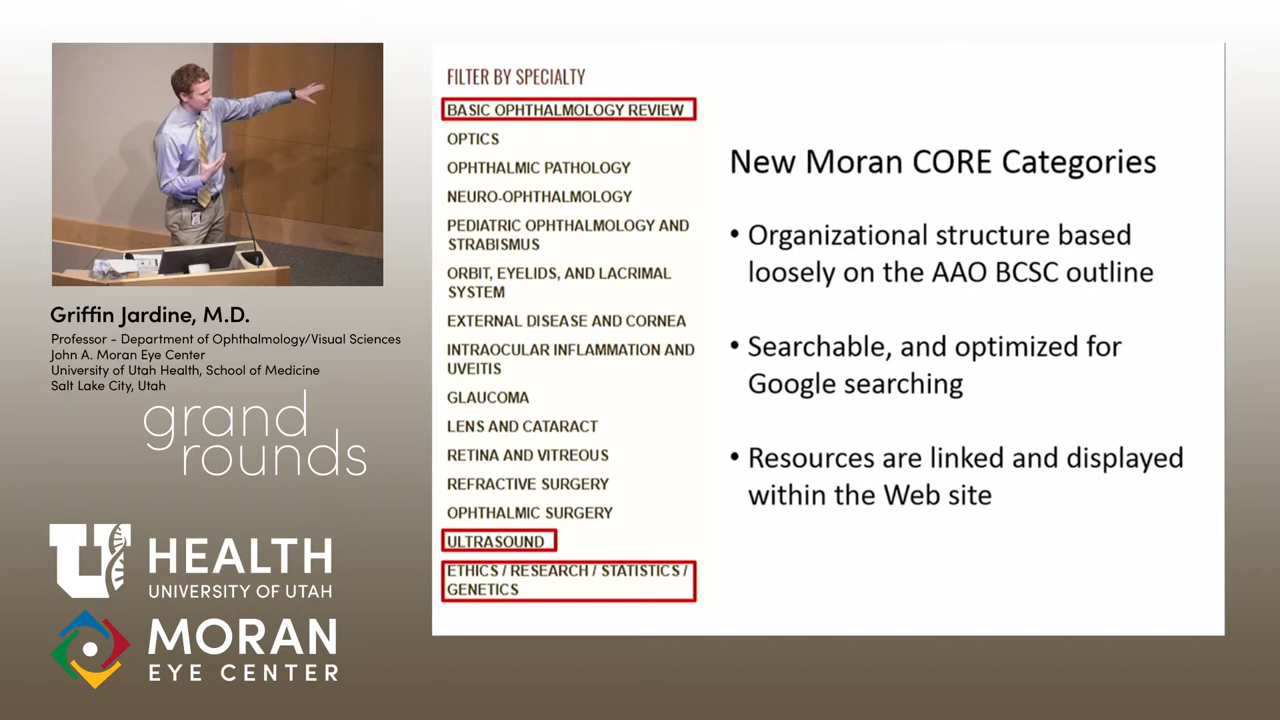 Griffin Jardine, M.D.
Professor - Department of Ophthalmology/Visual Sciences
John A. Moran Eye Center
University of Utah Health, School of Medicine
Salt Lake City, Utah
grand
rounds
U HEALTH
UNIVERSITY OF UTAH
MORAN
EYE CENTER
FILTER BY SPECIALTY
BASIC OPHTHALMOLOGY REVIEW
OPTICS
OPHTHALMIC PATHOLOGY
NEURO-OPHTHALMOLOGY
PEDIATRIC OPHTHALMOLOGY AND
STRABISMUS
ORBIT, EYELIDS, AND LACRIMAL
SYSTEM
EXTERNAL DISEASE AND CORNEA
INTRAOCULAR INFLAMMATION AND
UVEITIS
GLAUCOMA
LENS AND CATARACT
RETINA AND VITREOUS
REFRACTIVE SURGERY
OPHTHALMIC SURGERY
ULTRASOUND
ETHICS / RESEARCH / STATISTICS /
GENETICS
New Moran CORE Categories
• Organizational structure based
loosely on the AAO BCSC outline
• Searchable, and optimized for
Google searching
• Resources are linked and displayed
within the Web site